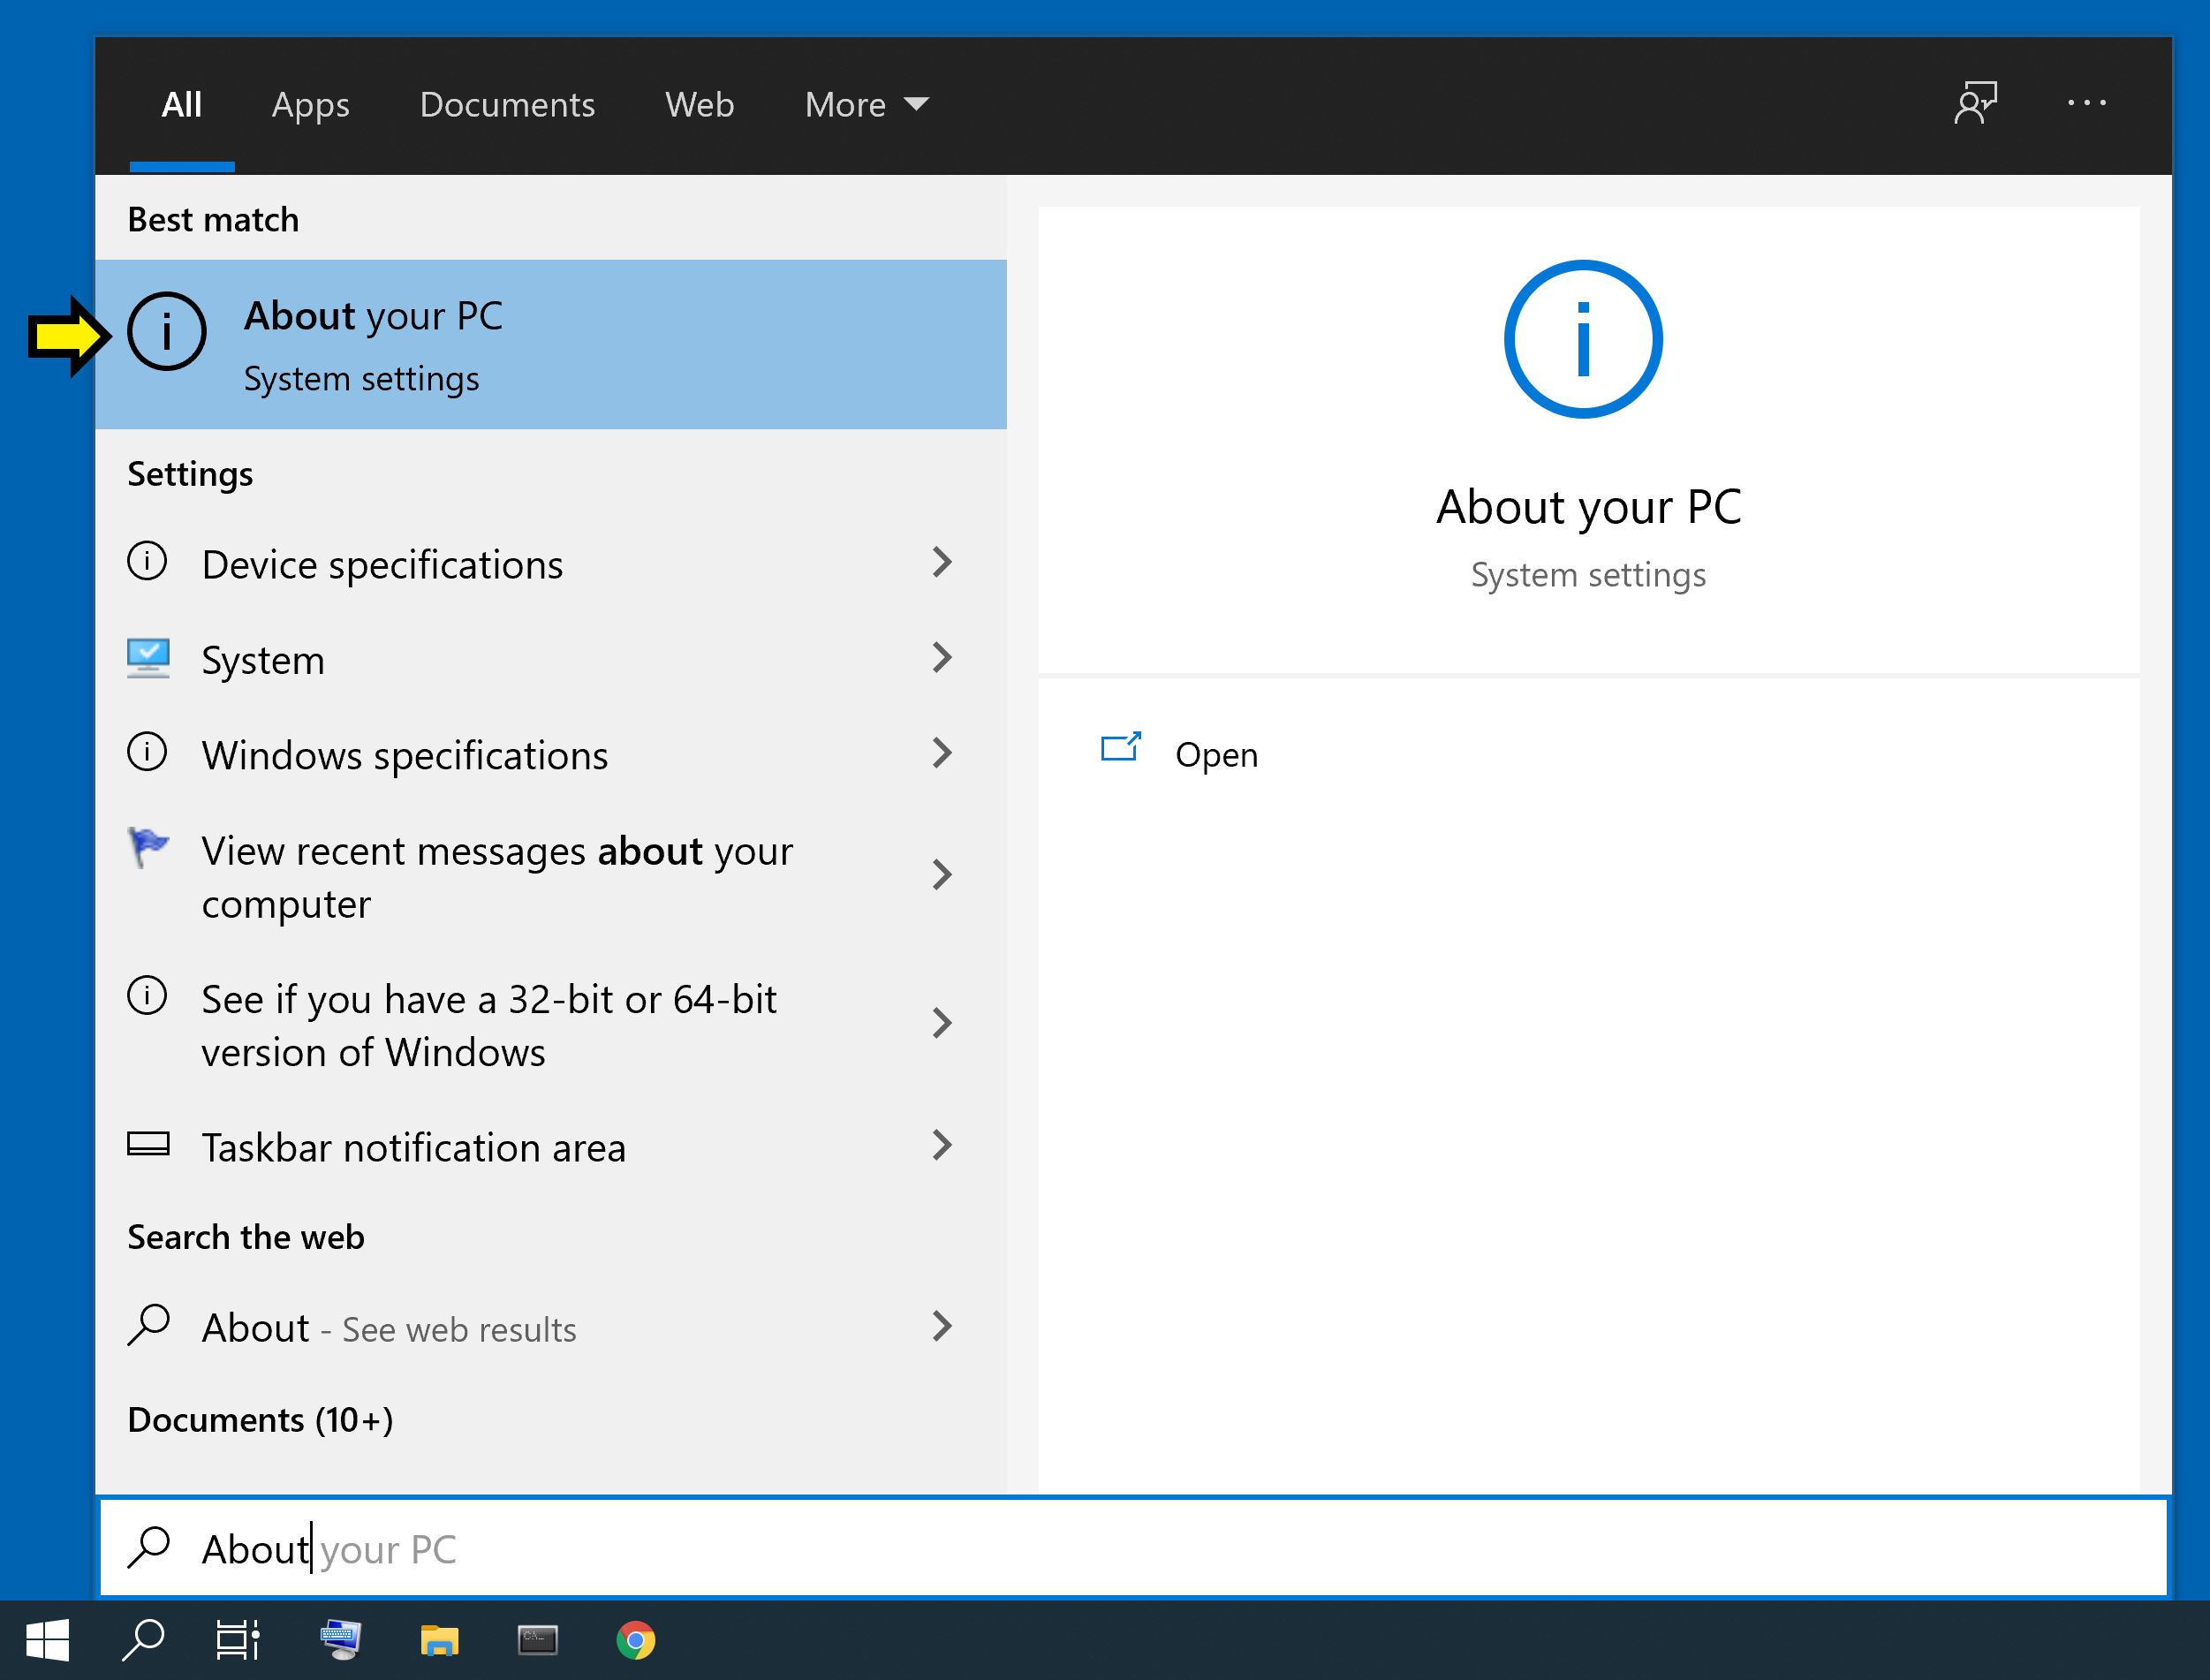 All Apps Documents Web More
Best match
About your PC
System settings
Settings
Device specifications
System
Windows specifications
View recent messages about your
computer
See if you have a 32-bit or 64-bit
version of Windows
Taskbar notification area
Search the web
About - See web results
Documents (10+)
About your PC
System settings
Open
About your PC